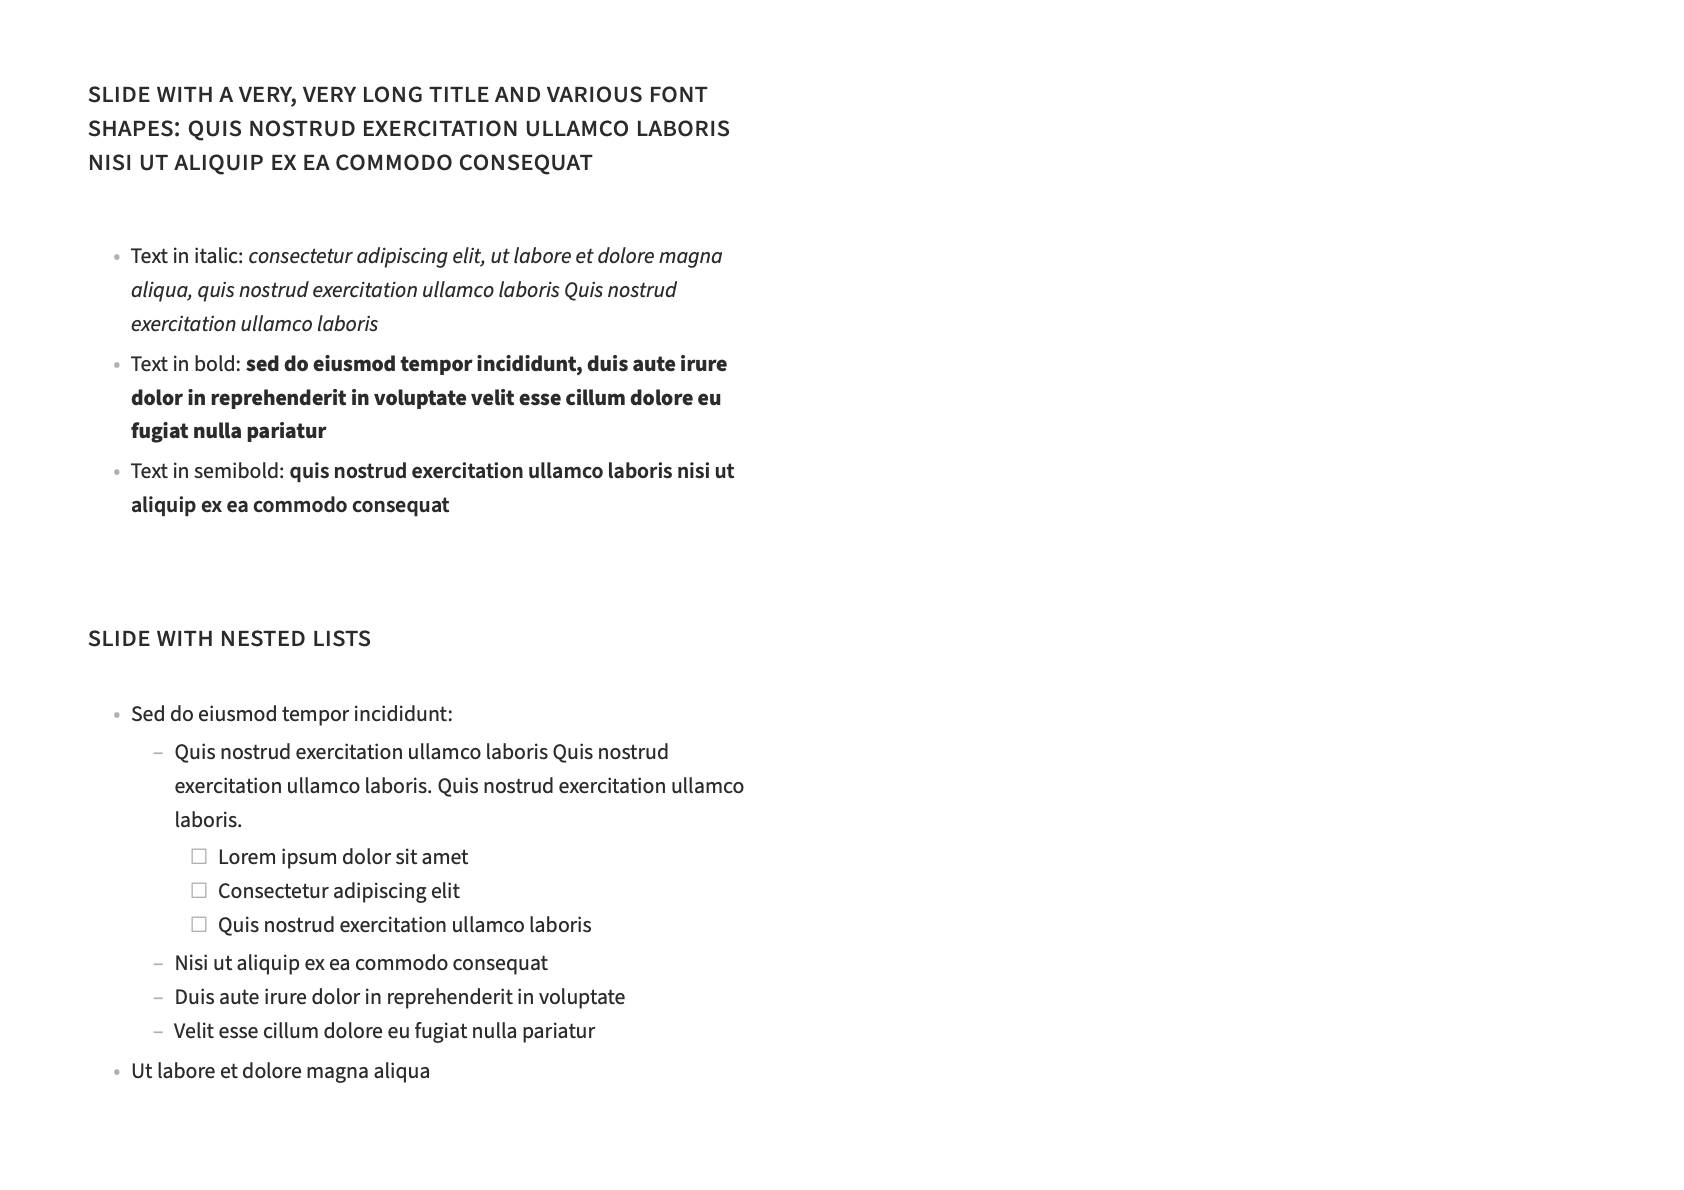 SLIDE WITH A VERY, VERY LONG TITLE AND VARIOUS FONT
SHAPES: QUIS NOSTRUD EXERCITATION ULLAMCO LABORIS
NISI UT ALIQUIP EX EA COMMODO CONSEQUAT
• Text in italic: consectetur adipiscing elit, ut labore et dolore magna
aliqua, quis nostrud exercitation ullamco laboris Quis nostrud
exercitation ullamco laboris
• Text in bold: sed do eiusmod tempor incididunt, duis aute irure
dolor in reprehenderit in voluptate velit esse cillum dolore eu
fugiat nulla pariatur
• Text in semibold: quis nostrud exercitation ullamco laboris nisi ut
aliquip ex ea commodo consequat
SLIDE WITH NESTED LISTS
• Sed do eiusmod tempor incididunt:
– Quis nostrud exercitation ullamco laboris Quis nostrud
exercitation ullamco laboris. Quis nostrud exercitation ullamco
laboris.
☐ Lorem ipsum dolor sit amet
☐ Consectetur adipiscing elit
☐ Quis nostrud exercitation ullamco laboris
– Nisi ut aliquip ex ea commodo consequat
– Duis aute irure dolor in reprehenderit in voluptate
– Velit esse cillum dolore eu fugiat nulla pariatur
• Ut labore et dolore magna aliqua